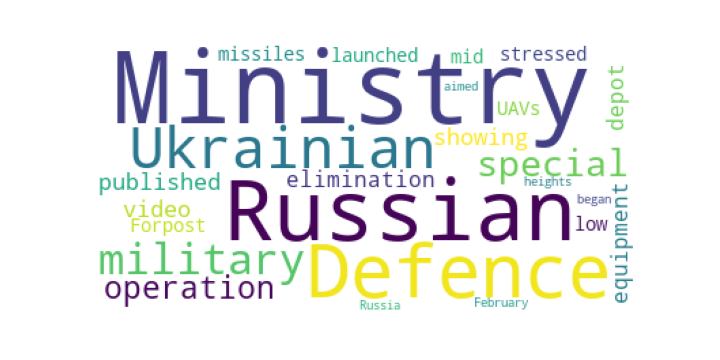 missiles launched mid stressed
Ministry
aimed
UAVs
depot
Ukrainian showing
special
published elimination heights
began
equipment
video Russian low
Forpost
military Defence
operation
Russia February